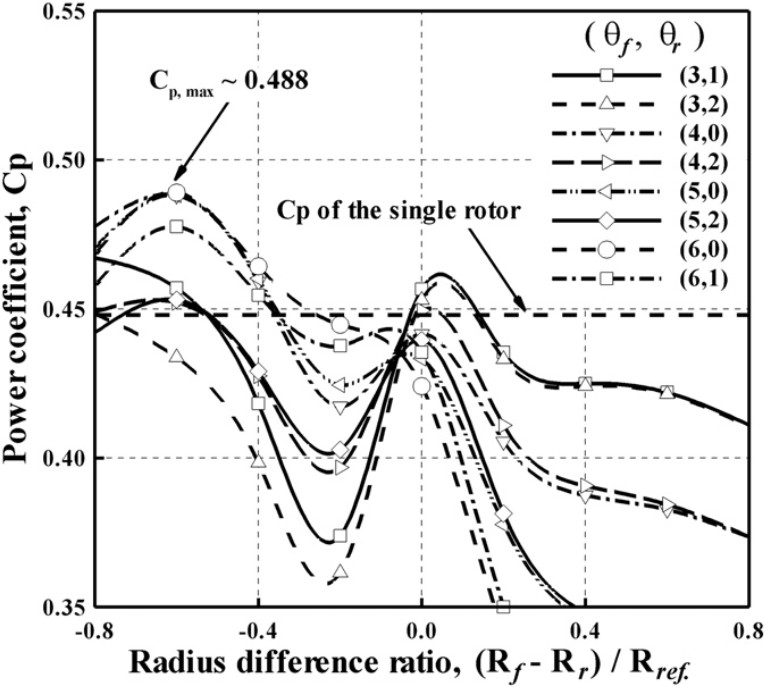 0.55
0.50
0.45
0.40
0.35
Power coefficient, Cp
C p, max ~ 0.488
Cp of the single rotor
( θf, θr )
(3,1)
(3,2)
(4,0)
(4,2)
(5,0)
(5,2)
(6,0)
(6,1)
-0.8 -0.4 0.0 0.4 0.8
Radius difference ratio, (Rf - Rr) / Rref.